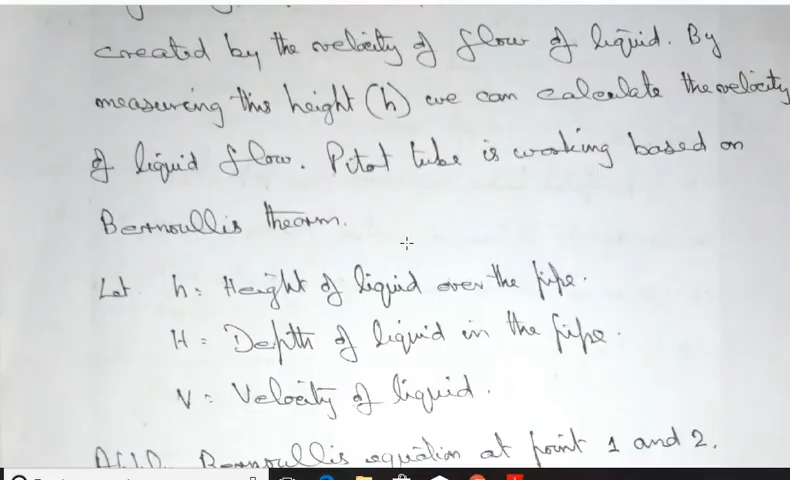 created by the velocity of flow of liquid. By
measuring this height (h) we can calculate the velocity
of liquid flow. Pitot tube is working based on
Bernoullis theorm.
Let h = Height of liquid over the pipe.
H = Depth of liquid in the pipe.
V = Velocity of liquid.
Bernoullis equation at point 1 and 2.